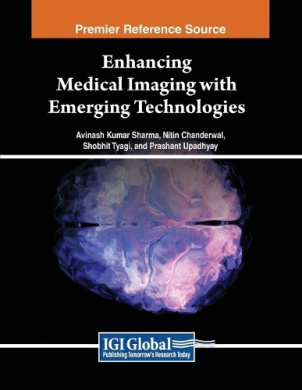 Premier Reference Source
Enhancing
Medical Imaging with
Emerging Technologies
Avinash Kumar Sharma, Nitin Chanderwal,
Shobhit Tyagi, and Prashant Upadhyay
IGI Global
Publishing Tomorrow's Research Today